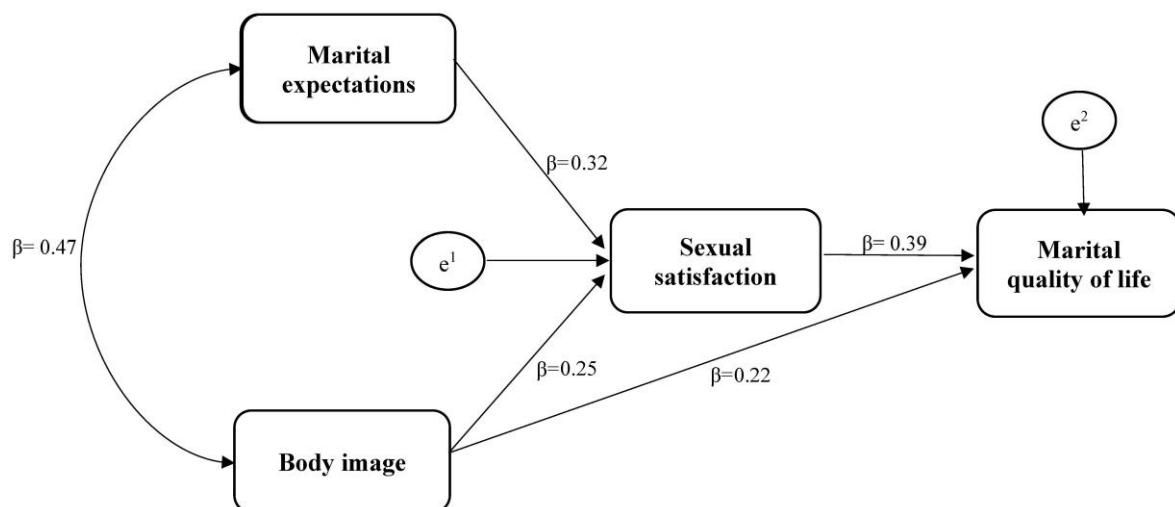 Marital
expectations
e²
β=0.32
β= 0.47
e¹
Sexual
satisfaction
β= 0.39
Marital
quality of life
β=0.25
β=0.22
Body image